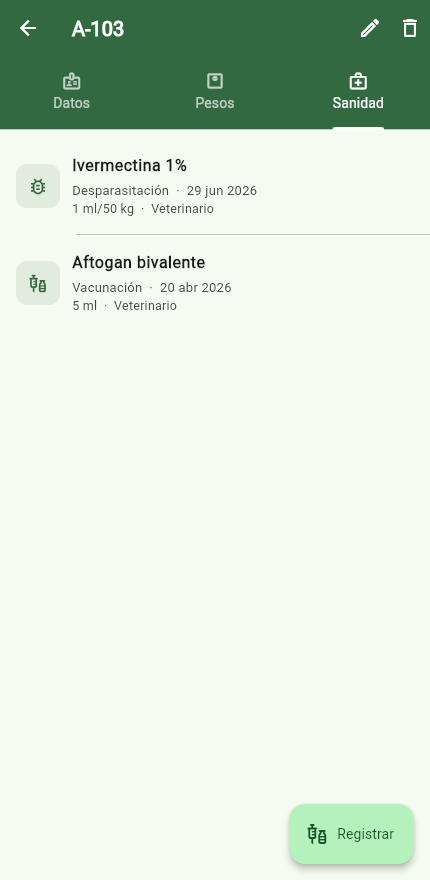 A-103
Datos
Pesos
Sanidad
Ivermectina 1%
Desparasitación · 29 jun 2026
1 ml/50 kg · Veterinario
Aftogan bivalente
Vacunación · 20 abr 2026
5 ml · Veterinario
Registrar